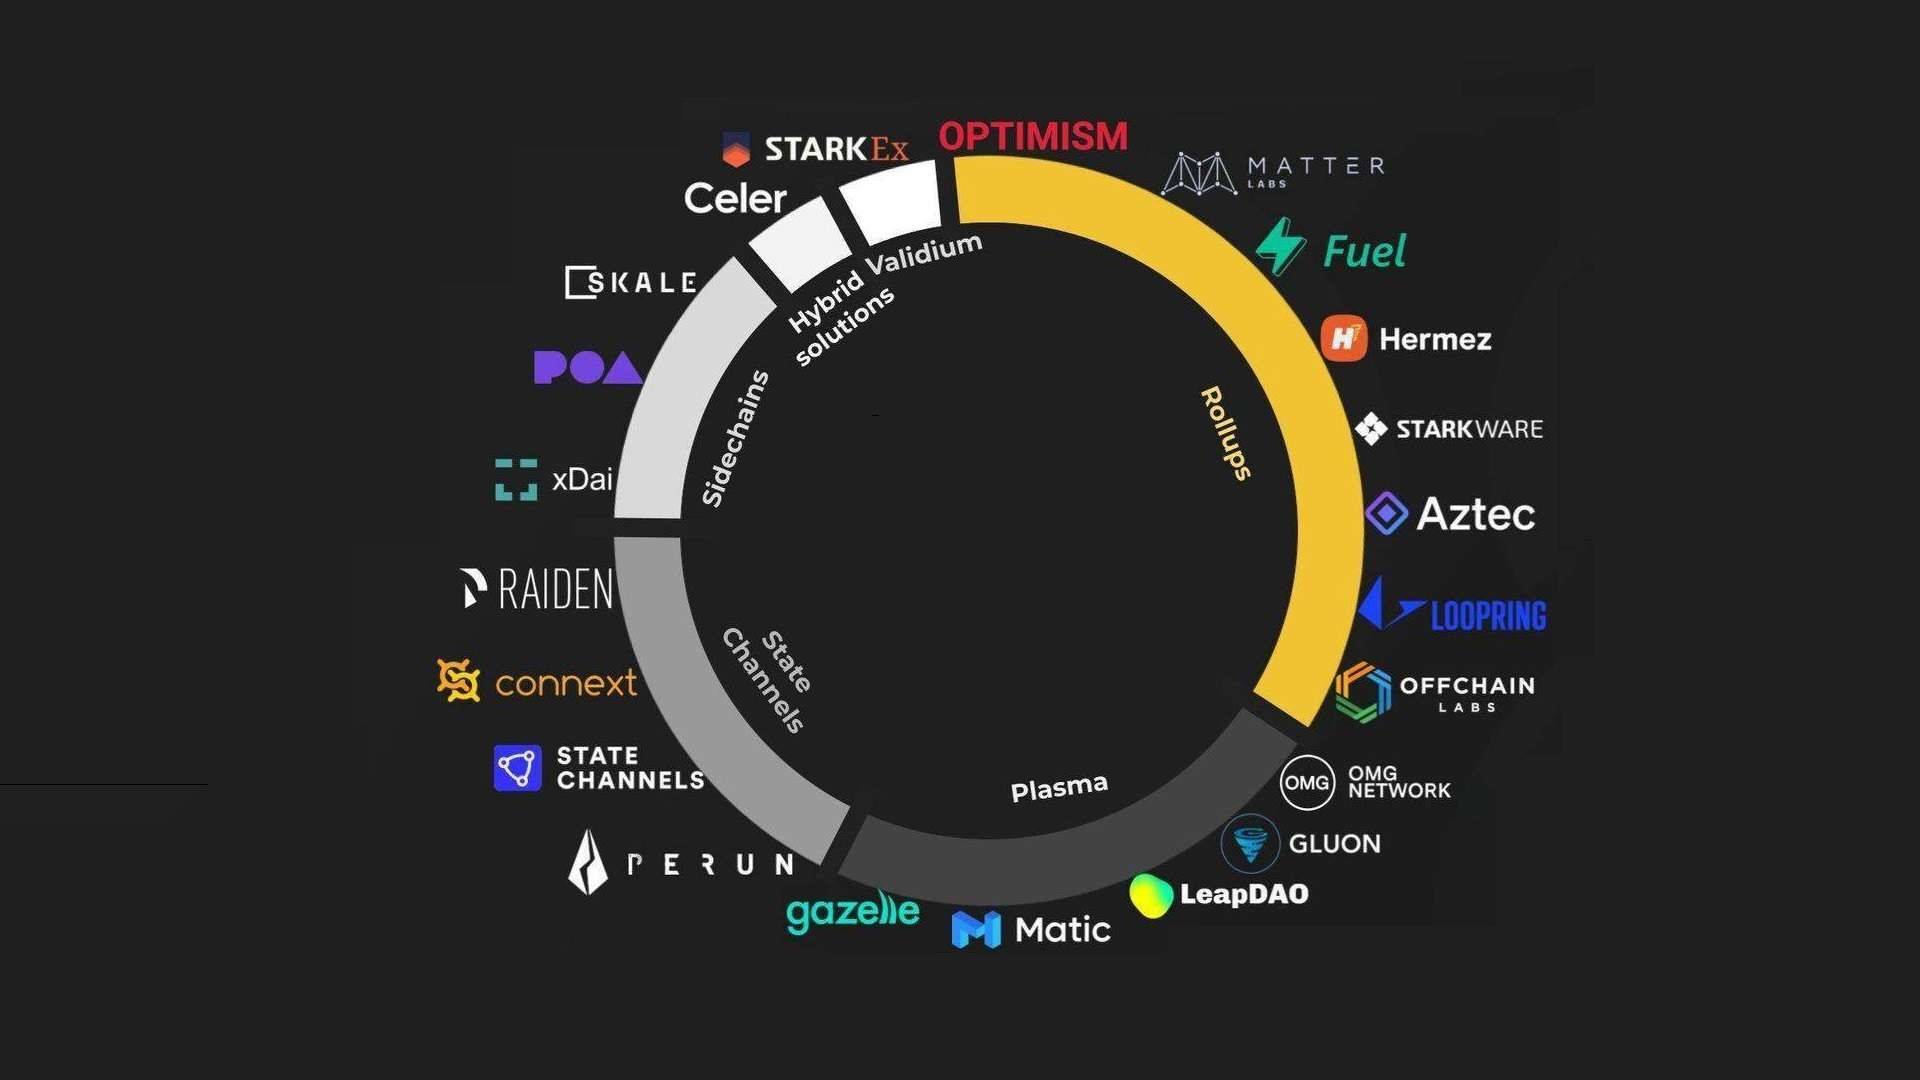 STARKEx
OPTIMISM
MATTER
LABS
Celer
Fuel
SKALE
Validium
Hybrid
solutions
Hermez
POA
Sidechains
Rollups
STARKWARE
xDai
Aztec
RAIDEN
LOOPRING
State
Channels
connext
OFFCHAIN
LABS
STATE
CHANNELS
Plasma
OMG
OMG
NETWORK
GLUON
PERUN
LeapDAO
gazelle
Matic